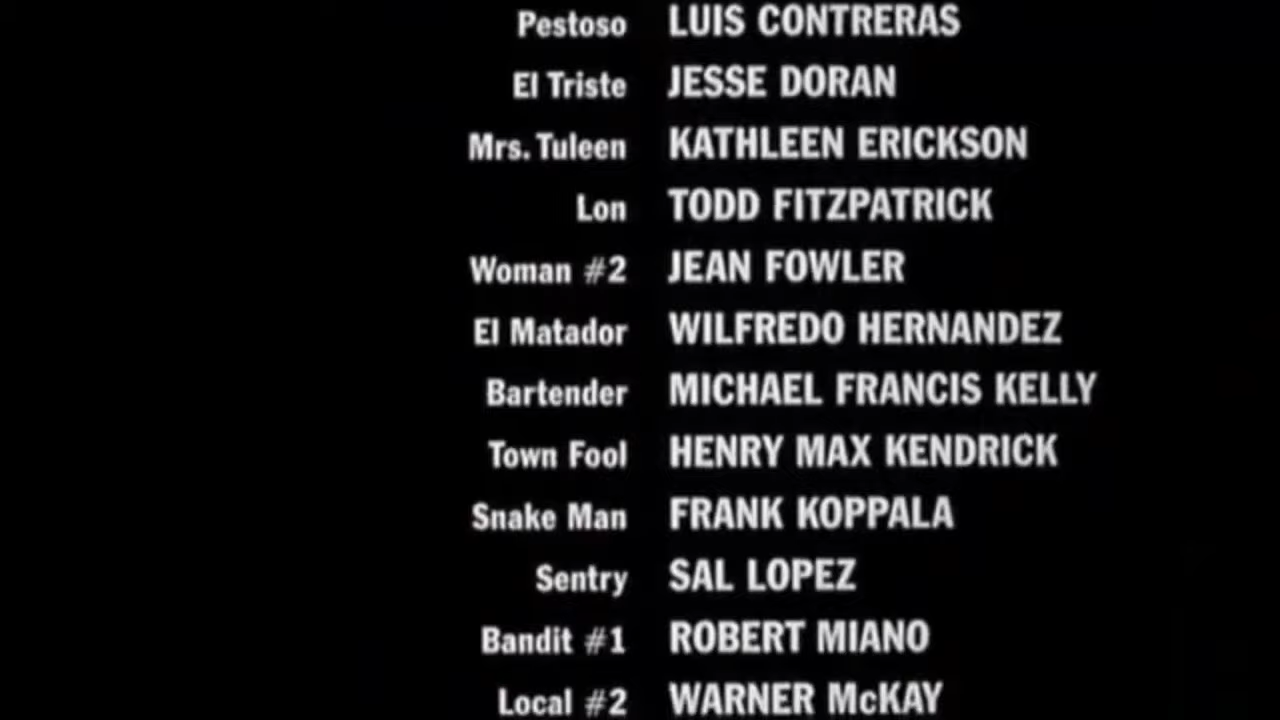 Pestoso LUIS CONTRERAS
El Triste JESSE DORAN
Mrs. Tuleen KATHLEEN ERICKSON
Lon TODD FITZPATRICK
Woman #2 JEAN FOWLER
El Matador WILFREDO HERNANDEZ
Bartender MICHAEL FRANCIS KELLY
Town Fool HENRY MAX KENDRICK
Snake Man FRANK KOPPALA
Sentry SAL LOPEZ
Bandit #1 ROBERT MIANO
Local #2 WARNER McKAY